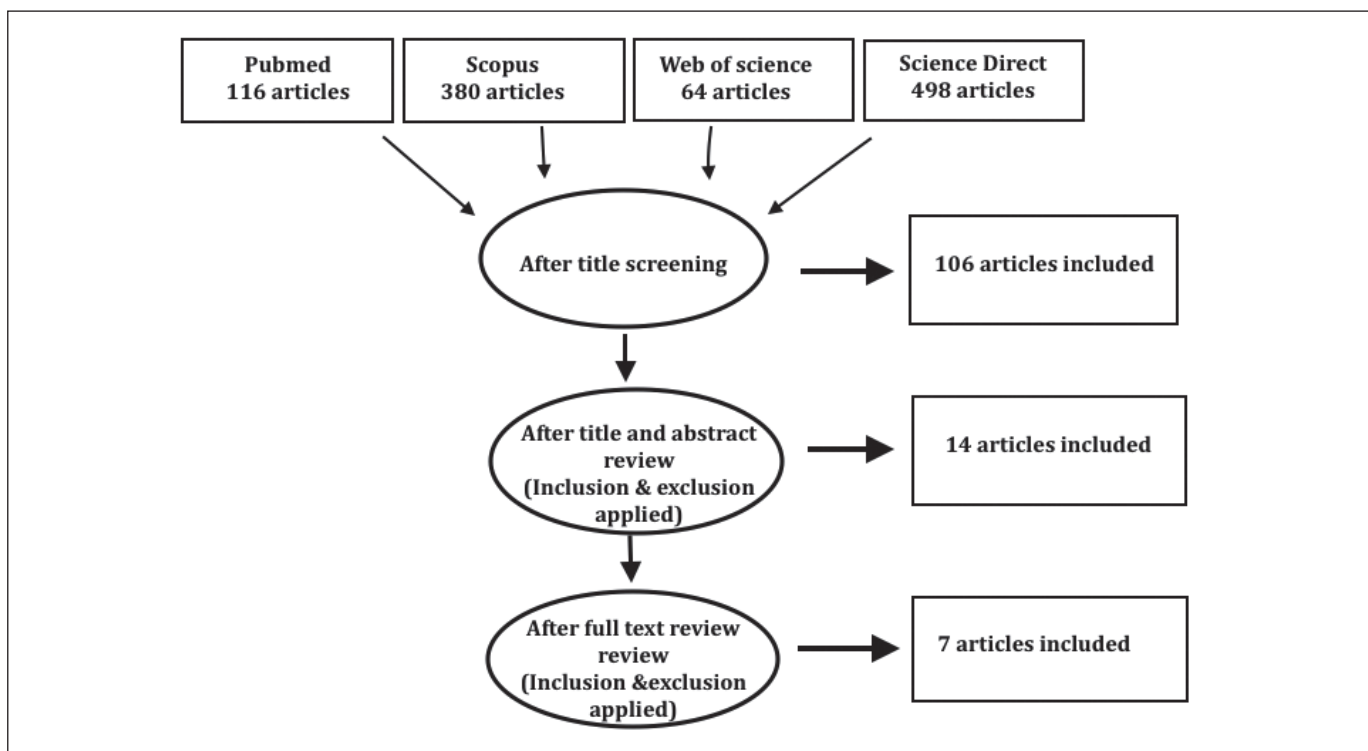 Pubmed
116 articles
Scopus
380 articles
Web of science
64 articles
Science Direct
498 articles
After title screening
106 articles included
After title and abstract
review
(Inclusion & exclusion
applied)
14 articles included
After full text review
review
(Inclusion &exclusion
applied)
7 articles included